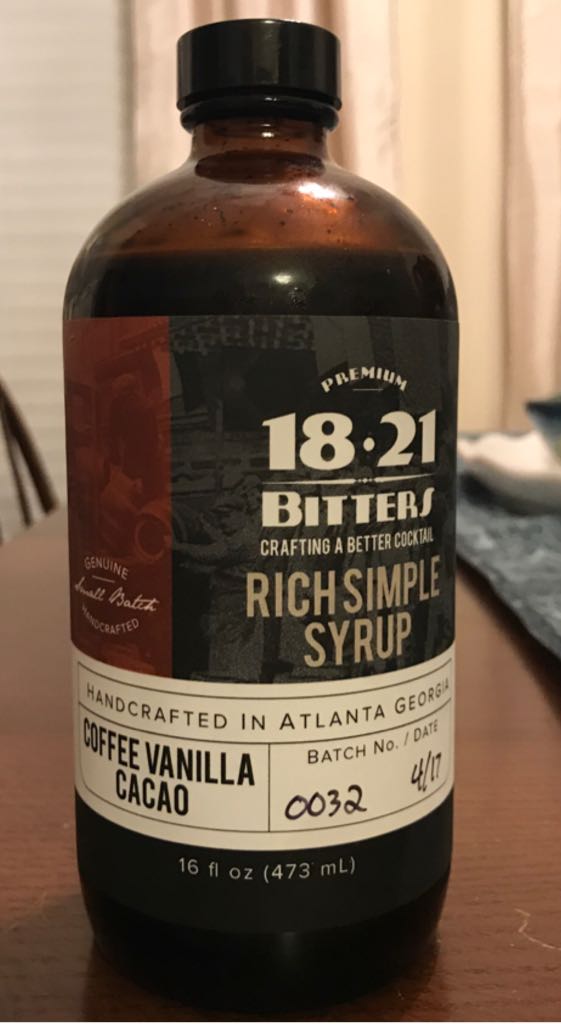 PREMIUM
18·21
BITTERS
CRAFTING A BETTER COCKTAIL
RICH SIMPLE
SYRUP
GENUINE
Small Batch
HANDCRAFTED
HANDCRAFTED IN ATLANTA GEORGIA
COFFEE VANILLA
CACAO
BATCH No. / DATE
0032 4/17
16 fl oz (473 mL)